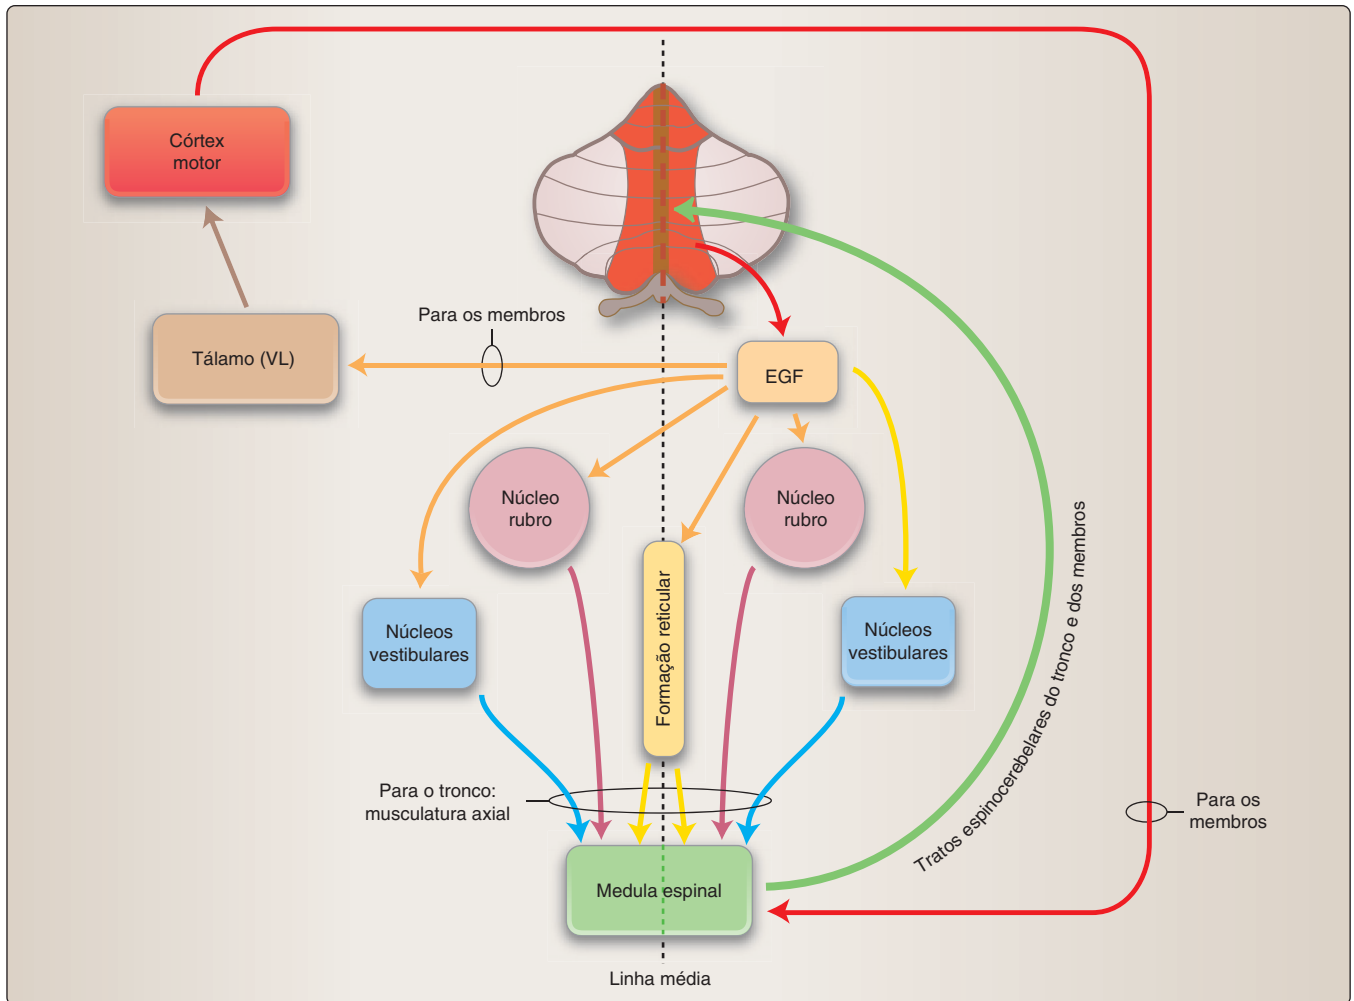 Córtex
motor
Para os membros
Tálamo (VL)
EGF
Núcleo
rubro
Núcleo
rubro
Formação reticular
Núcleos
vestibulares
Núcleos
vestibulares
Tratos espinocerebelares do tronco e dos membros
Para o tronco:
musculatura axial
Para os
membros
Medula espinal
Linha média